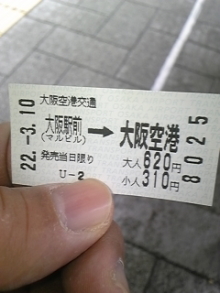 大阪空港交通
大阪駅前 → 大阪空港
(マルビル)
大人 620円
発売当日限り
小人 310円
U-2
22.-3.10
8025